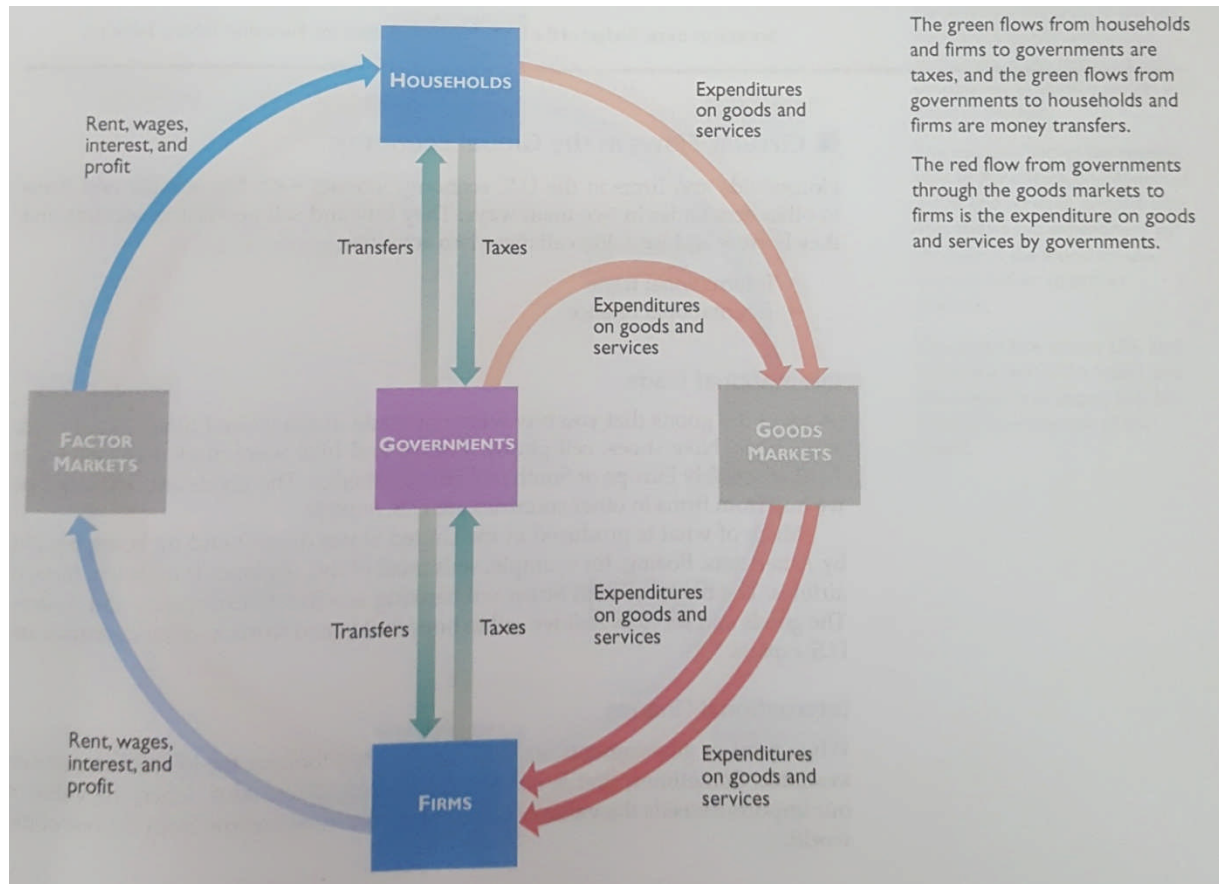 HOUSEHOLDS
Rent, wages,
interest, and
profit
Expenditures
on goods and
services
Transfers
Taxes
Expenditures
on goods and
services
FACTOR
MARKETS
GOVERNMENTS
GOODS
MARKETS
Transfers
Taxes
Expenditures
on goods and
services
Rent, wages,
interest, and
profit
FIRMS
Expenditures
on goods and
services
The green flows from households
and firms to governments are
taxes, and the green flows from
governments to households and
firms are money transfers.
The red flow from governments
through the goods markets to
firms is the expenditure on goods
and services by governments.